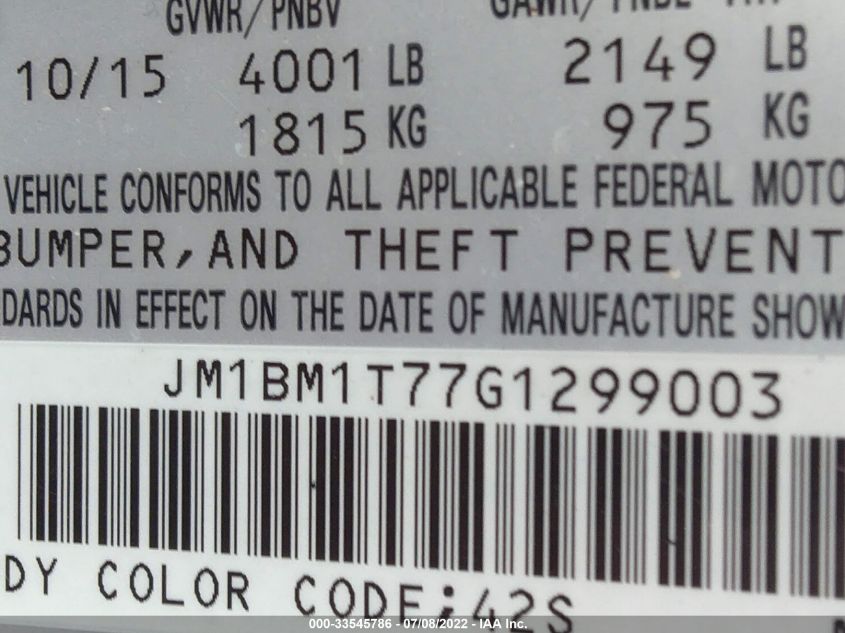 GVWR/PNBV GAWR/PNBE
10/15 4001 LB 2149 LB
1815 KG 975 KG
VEHICLE CONFORMS TO ALL APPLICABLE FEDERAL MOTO
BUMPER, AND THEFT PREVENT
DARDS IN EFFECT ON THE DATE OF MANUFACTURE SHOW
JM1BM1T77G1299003
DY COLOR CODE:42S
000-33545786 - 07/08/2022 - IAA Inc.